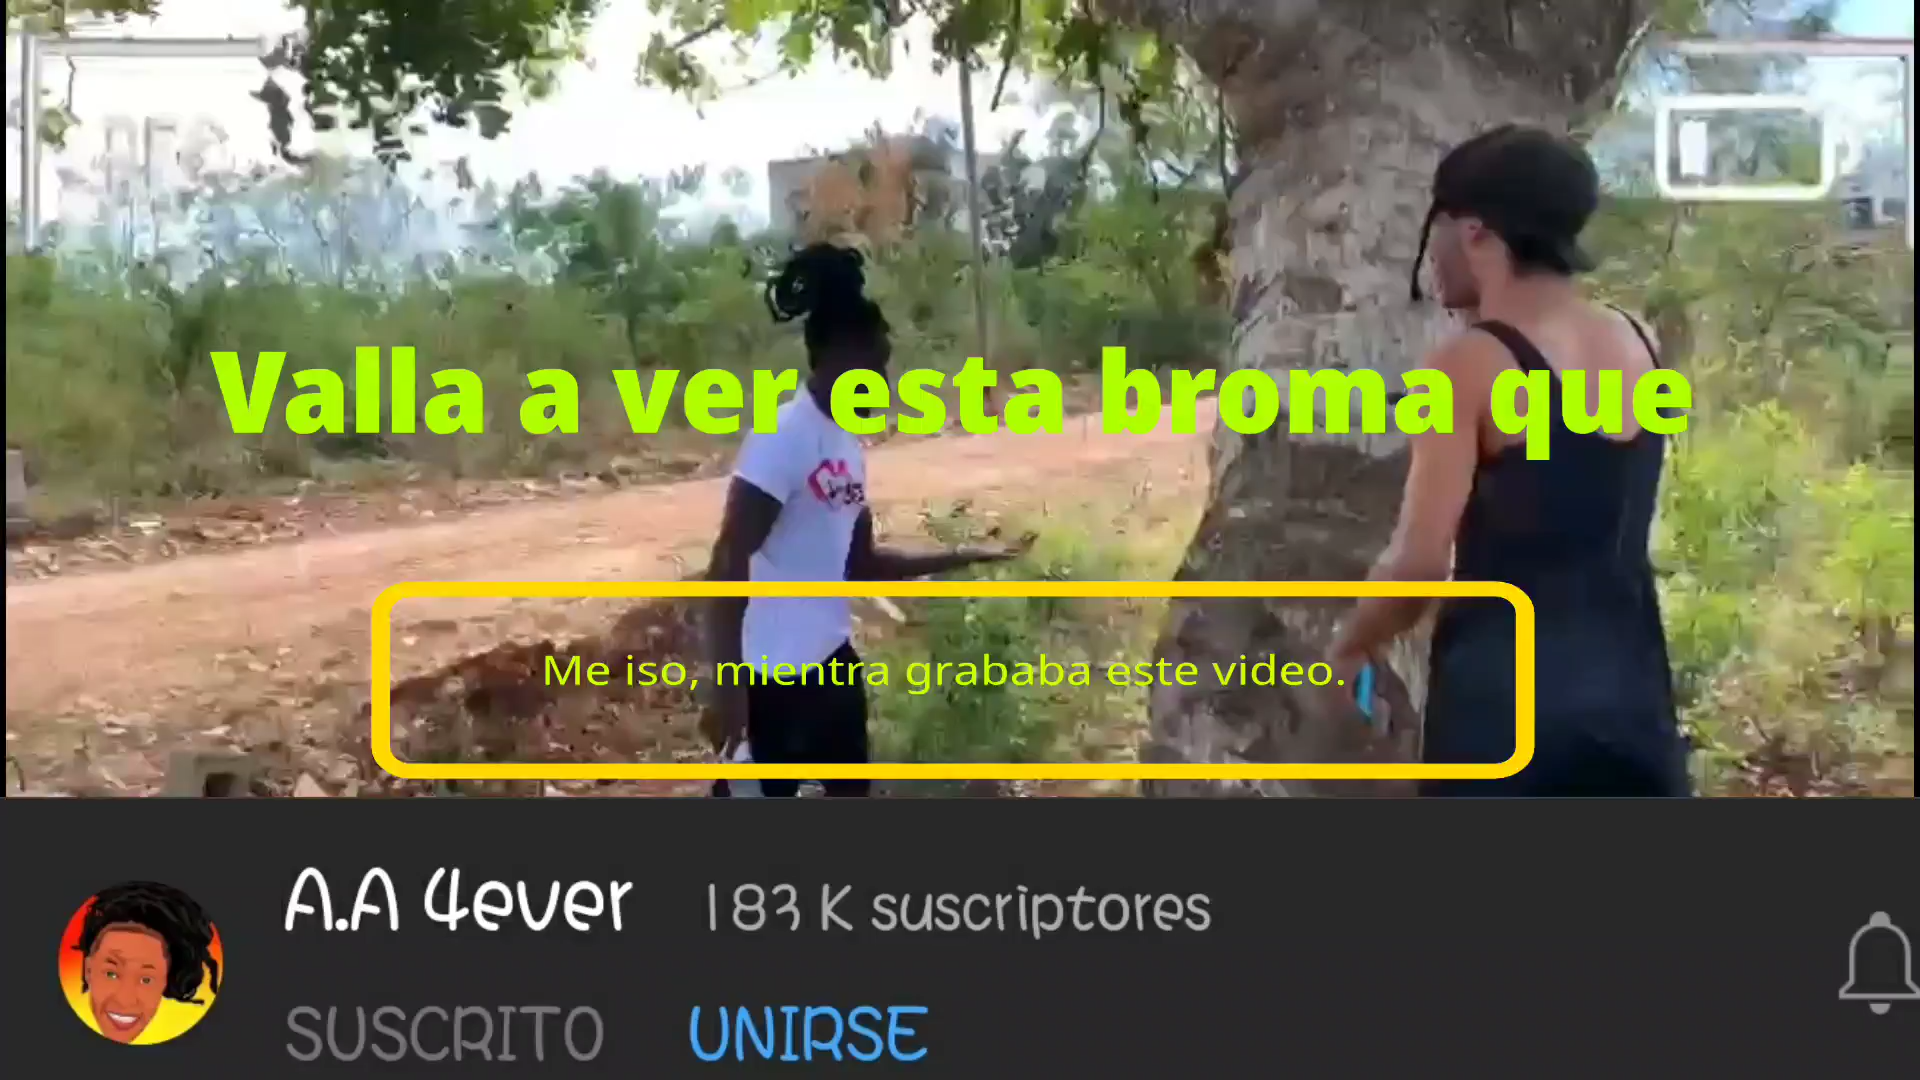 Valla a ver esta broma que
Me iso, mientra grababa este video.
A.A 4ever 183 K suscriptores
SUSCRITO UNIRSE